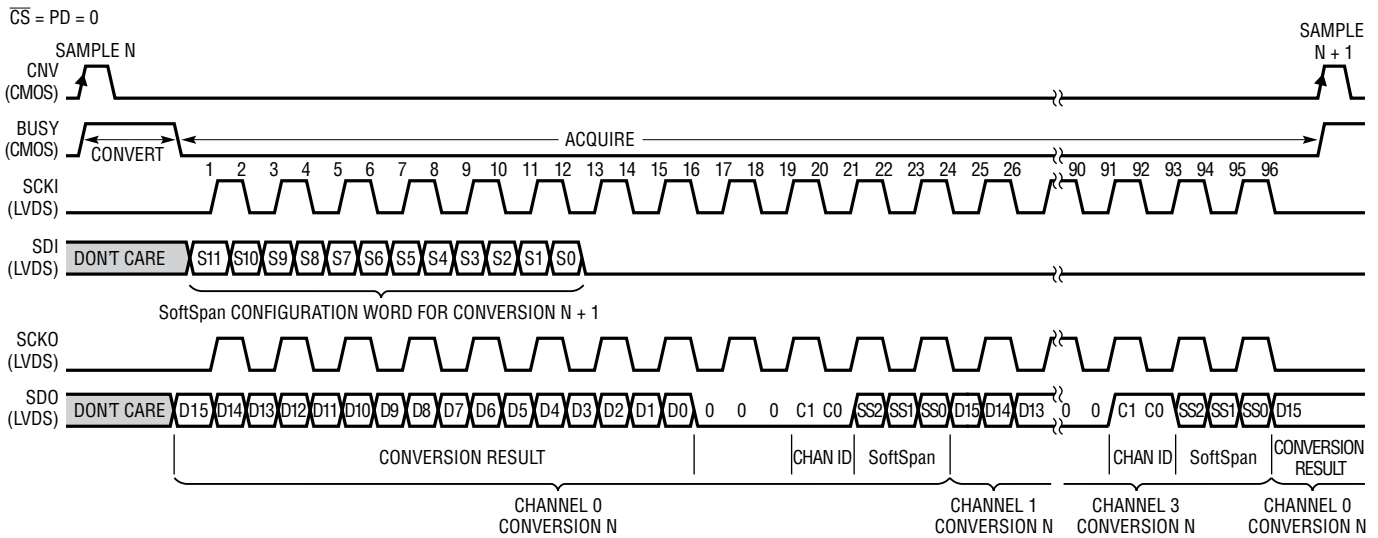 CS = PD = 0
SAMPLE N
SAMPLE
N + 1
CNV
(CMOS)
BUSY
(CMOS)
CONVERT
ACQUIRE
1 2 3 4 5 6 7 8 9 10 11 12 13 14 15 16 17 18 19 20 21 22 23 24 25 26 90 91 92 93 94 95 96
SCKI
(LVDS)
SDI
(LVDS)
DON'T CARE S11 S10 S9 S8 S7 S6 S5 S4 S3 S2 S1 S0
SoftSpan CONFIGURATION WORD FOR CONVERSION N + 1
SCKO
(LVDS)
SDO
(LVDS)
DON'T CARE D15 D14 D13 D12 D11 D10 D9 D8 D7 D6 D5 D4 D3 D2 D1 D0 0 0 0 C1 C0 SS2 SS1 SS0 D15 D14 D13 0 0 C1 C0 SS2 SS1 SS0 D15
CONVERSION RESULT CHAN ID SoftSpan CHAN ID SoftSpan CONVERSION
RESULT
CHANNEL 0 CHANNEL 1 CHANNEL 3 CHANNEL 0
CONVERSION N CONVERSION N CONVERSION N CONVERSION N